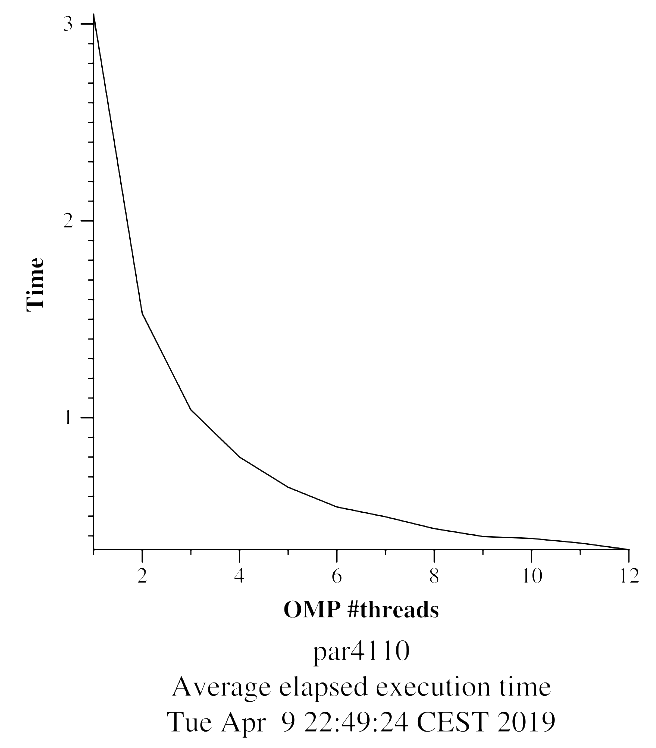 3
2
1
Time
2 4 6 8 10 12
OMP #threads
par4110
Average elapsed execution time
Tue Apr  9 22:49:24 CEST 2019